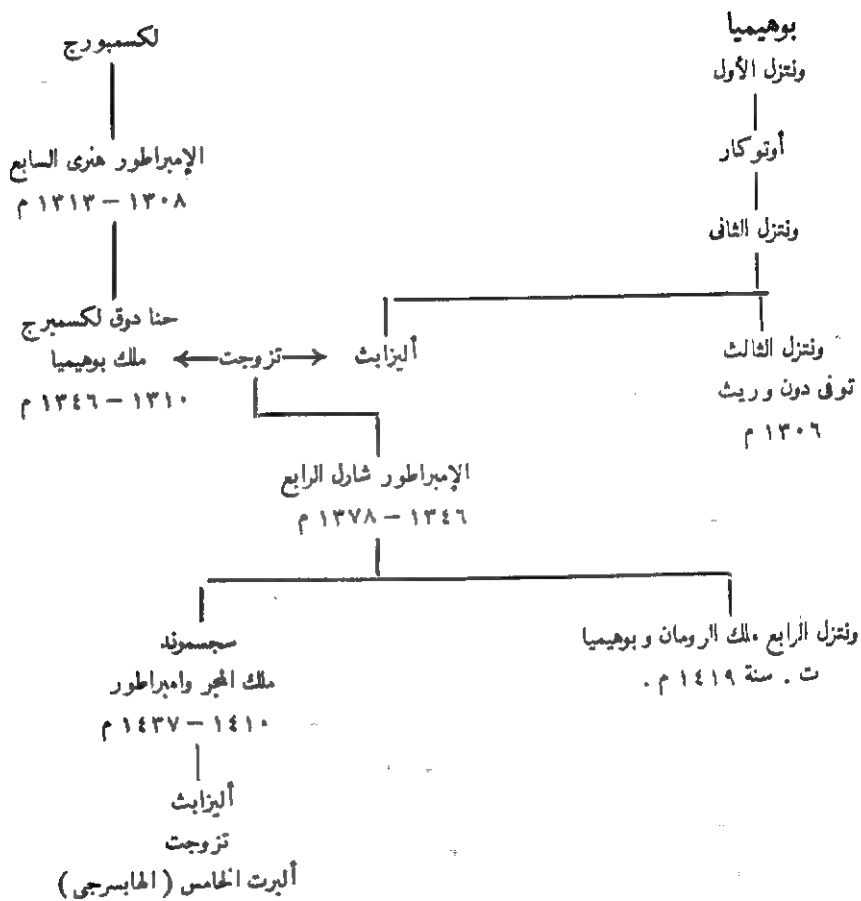 بوهيميا
ونتزل الأول
أوتوكار
ونتزل الثانى
ونتزل الثالث
توفى دون وريث
١٣٠٦ م
أليزابث
تزوجت
لكسمبورج
الإمبراطور هنرى السابع
١٣٠٨ – ١٣١٣ م
حنا دوق لكسمبرج
ملك بوهيميا
١٣١٠ – ١٣٤٦ م
الإمبراطور شارل الرابع
١٣٤٦ – ١٣٧٨ م
ونتزل الرابع ملك الرومان وبوهيميا
ت . سنة ١٤١٩ م .
سجسموند
ملك المجر وامبراطور
١٤١٠ – ١٤٣٧ م
أليزابث
تزوجت
ألبرت الخامس ( الهابسرجى )